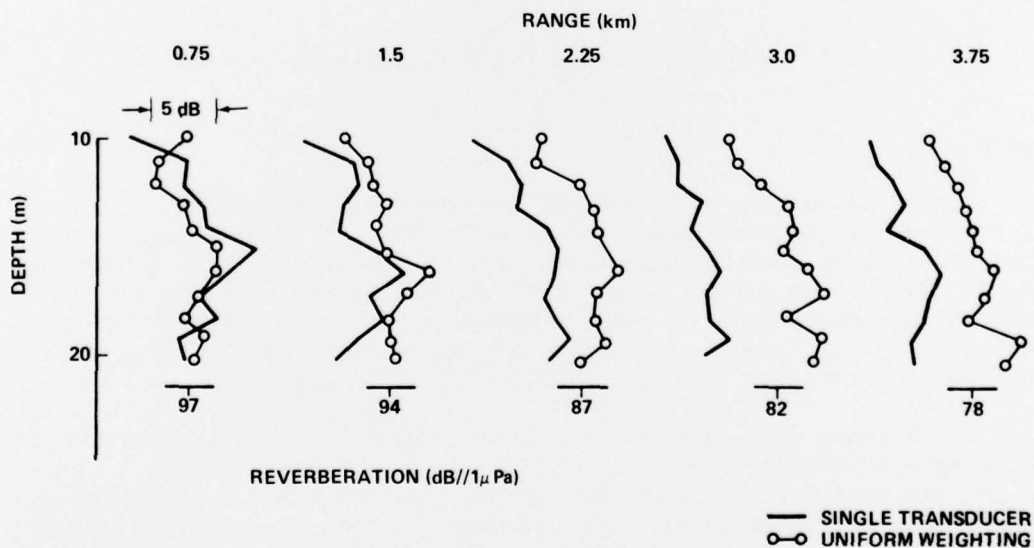 RANGE (km)
0.75 1.5 2.25 3.0 3.75
5 dB
10
DEPTH (m)
20
97 94 87 82 78
REVERBERATION (dB//1μ Pa)
SINGLE TRANSDUCER
UNIFORM WEIGHTING